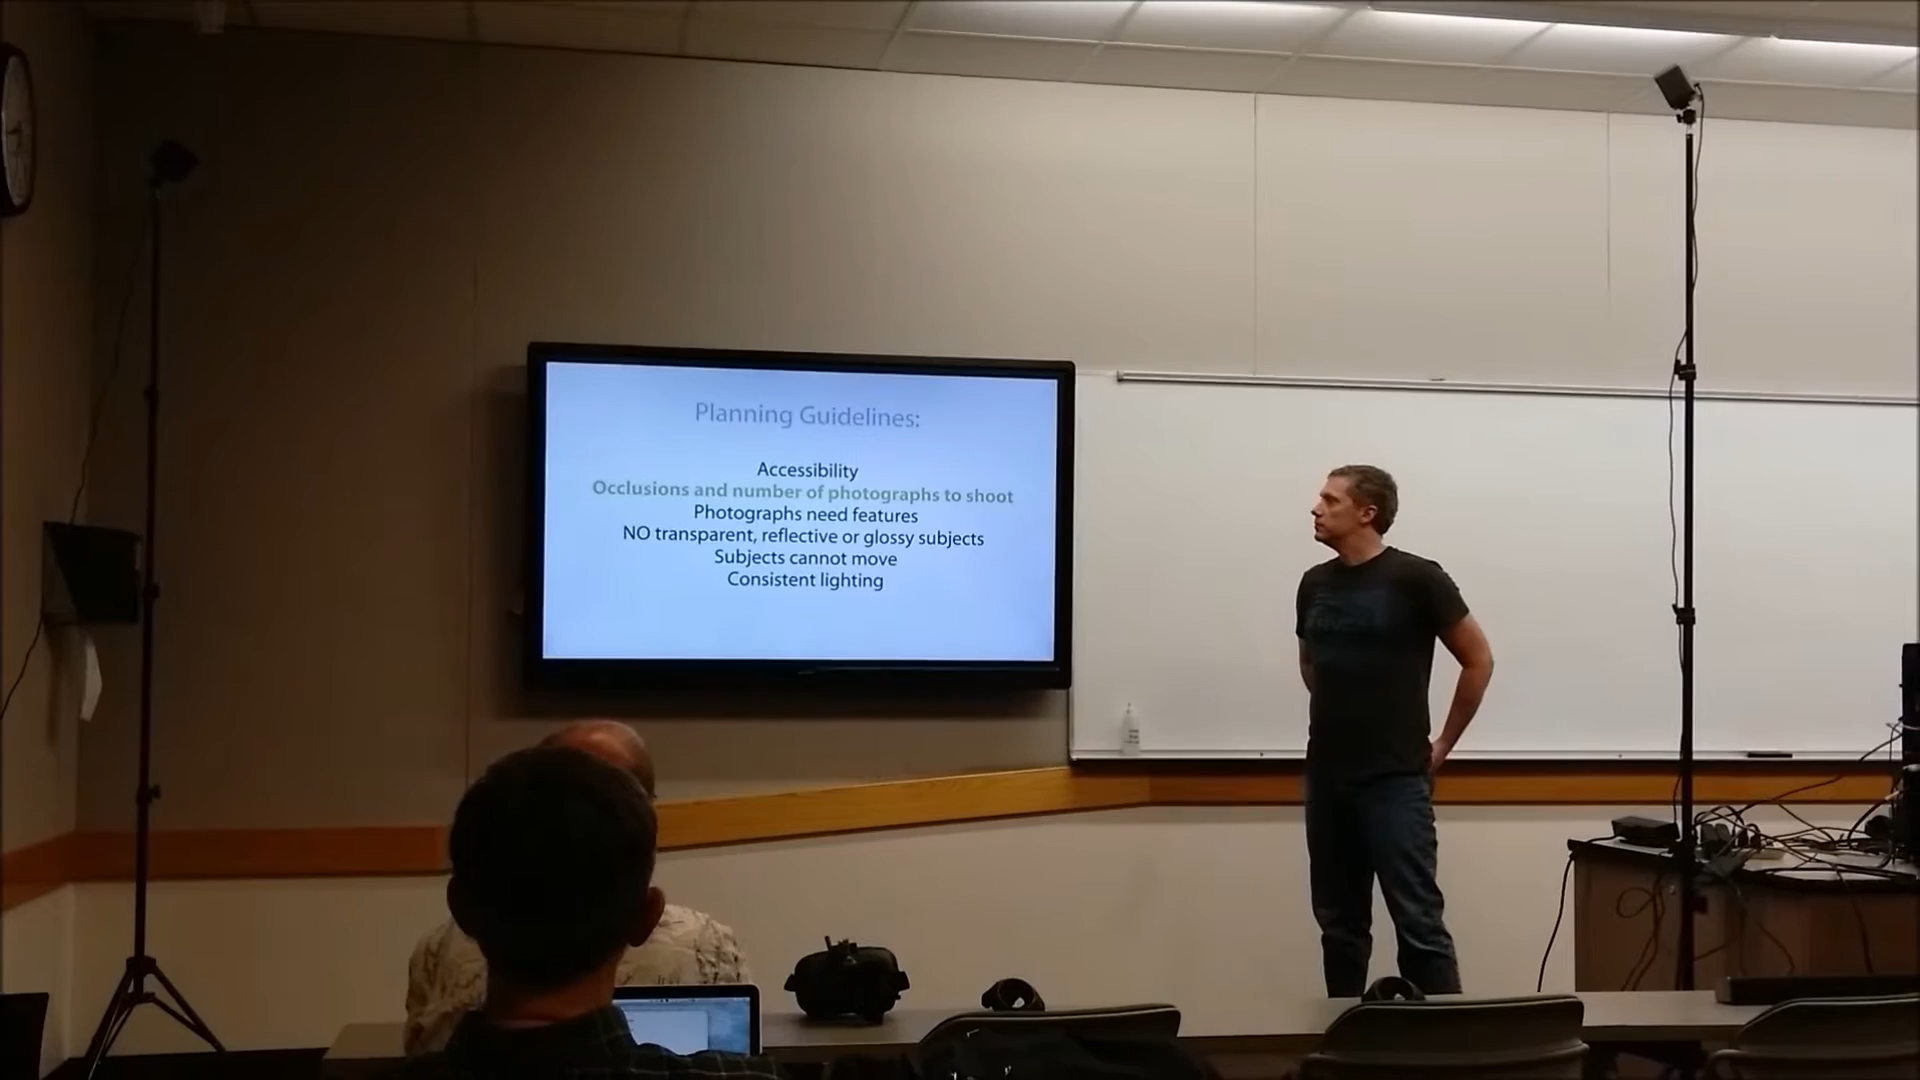 Planning Guidelines:
Accessibility
Occlusions and number of photographs to shoot
Photographs need features
NO transparent, reflective or glossy subjects
Subjects cannot move
Consistent lighting